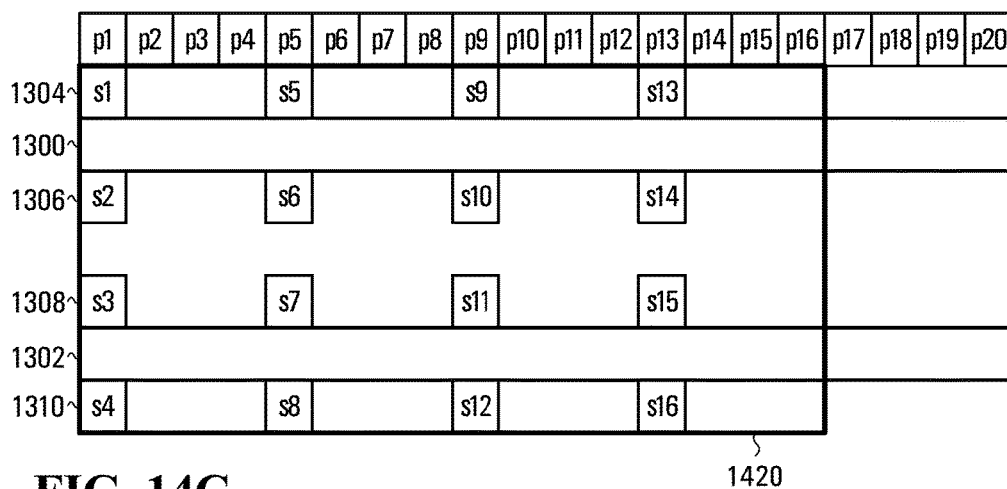 p1 p2 p3 p4 p5 p6 p7 p8 p9 p10 p11 p12 p13 p14 p15 p16 p17 p18 p19 p20
1304 s1 s5 s9 s13
1300
1306 s2 s6 s10 s14
1308 s3 s7 s11 s15
1302
1310 s4 s8 s12 s16
1420
FIG. 14C